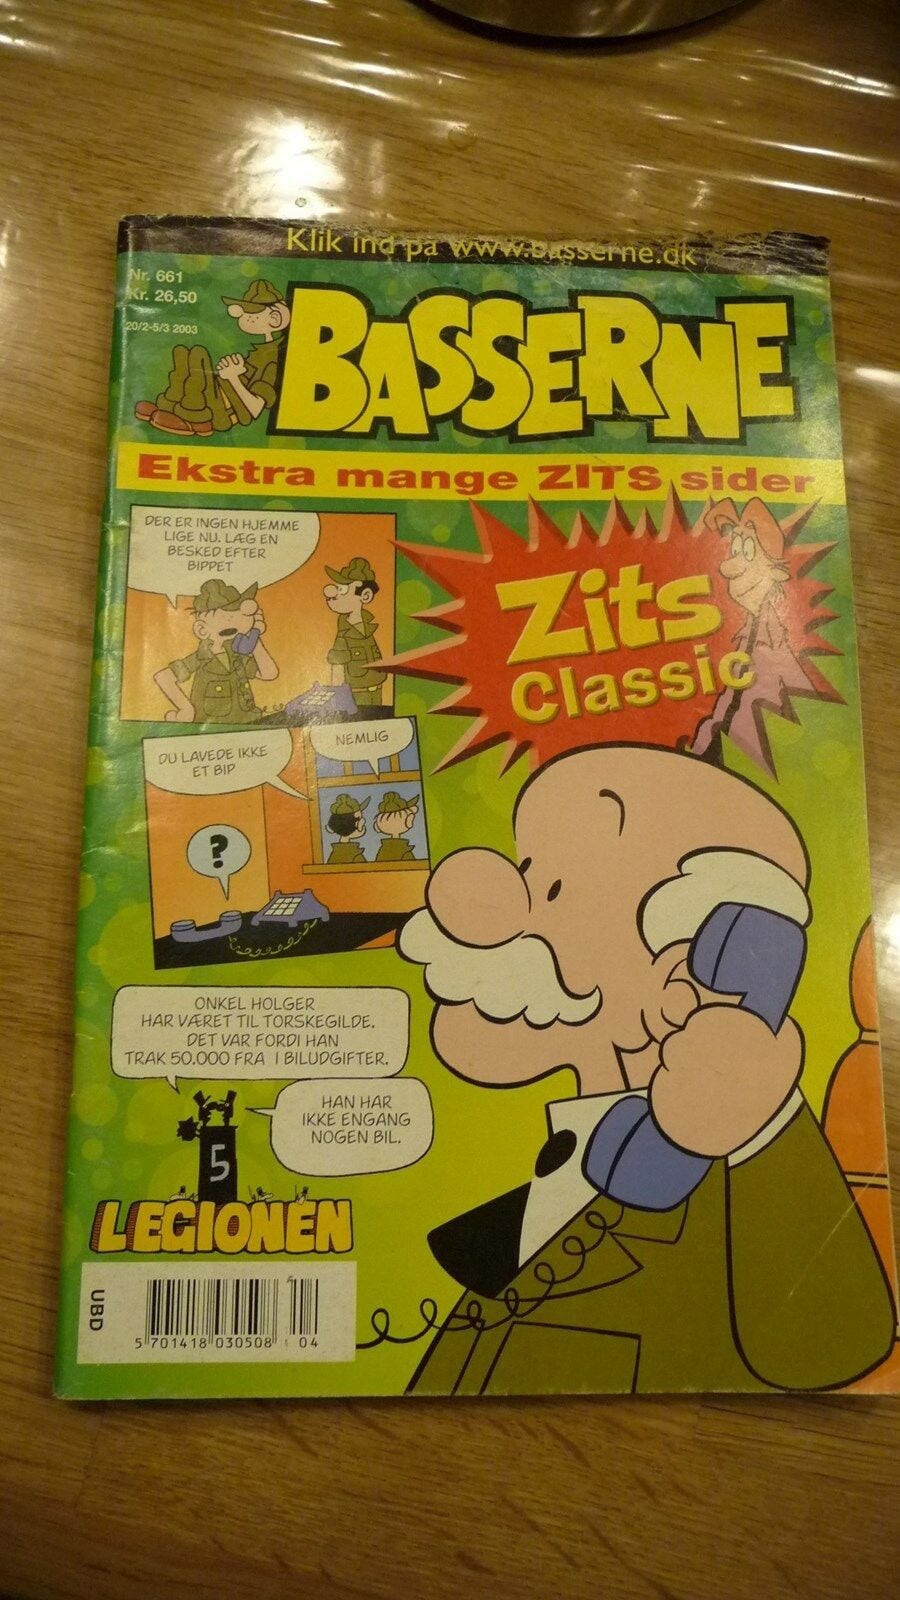 Klik ind på www.basserne.dk
Nr. 661
Kr. 26,50
20/2-5/3 2003
BASSERNE
Ekstra mange ZITS sider
DER ER INGEN HJEMME
LIGE NU. LÆG EN
BESKED EFTER
BIPPET
Zits
Classic
DU LAVEDE IKKE
ET BIP
NEMLIG
?
ONKEL HOLGER
HAR VÆRET TIL TORSKEGILDE.
DET VAR FORDI HAN
TRAK 50.000 FRA I BILUDGIFTER.
HAN HAR
IKKE ENGANG
NOGEN BIL.
5
LEGIONEN
UBD
5 701418 030508 04